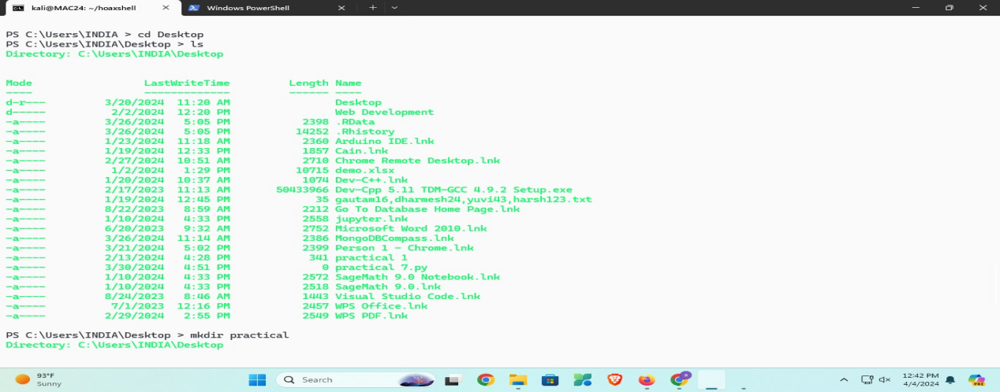 kali@MAC24: ~/hoaxshell
Windows PowerShell
PS C:\Users\INDIA > cd Desktop
PS C:\Users\INDIA\Desktop > ls
Directory: C:\Users\INDIA\Desktop
Mode LastWriteTime Length Name
---- ------------- ------ ----
d-r--- 3/20/2024 11:20 AM Desktop
d----- 2/2/2024 12:20 PM Web Development
-a---- 3/26/2024 5:05 PM 2398 .RData
-a---- 3/26/2024 5:05 PM 14252 .Rhistory
-a---- 1/23/2024 11:18 AM 2360 Arduino IDE.lnk
-a---- 1/19/2024 12:33 PM 1857 Cain.lnk
-a---- 2/27/2024 10:51 AM 2710 Chrome Remote Desktop.lnk
-a---- 1/2/2024 1:29 PM 10715 demo.xlsx
-a---- 1/20/2024 10:37 AM 1074 Dev-C++.lnk
-a---- 2/17/2023 11:13 AM 50433966 Dev-Cpp 5.11 TDM-GCC 4.9.2 Setup.exe
-a---- 1/19/2024 12:45 PM 35 gautam16,dharmesh24,yuvi43,harsh123.txt
-a---- 8/22/2023 8:59 AM 2212 Go To Database Home Page.lnk
-a---- 1/10/2024 4:33 PM 2558 jupyter.lnk
-a---- 6/20/2023 9:32 AM 2752 Microsoft Word 2010.lnk
-a---- 3/26/2024 11:14 AM 2386 MongoDBCompass.lnk
-a---- 3/21/2024 5:02 PM 2399 Person 1 - Chrome.lnk
-a---- 2/13/2024 4:28 PM 341 practical 1
-a---- 3/30/2024 4:51 PM 0 practical 7.py
-a---- 1/10/2024 4:33 PM 2572 SageMath 9.0 Notebook.lnk
-a---- 1/10/2024 4:33 PM 2518 SageMath 9.0.lnk
-a---- 8/24/2023 8:46 AM 1443 Visual Studio Code.lnk
-a---- 7/1/2023 12:16 PM 2457 WPS Office.lnk
-a---- 2/29/2024 2:55 PM 2549 WPS PDF.lnk
PS C:\Users\INDIA\Desktop > mkdir practical
Directory: C:\Users\INDIA\Desktop
93°F
Sunny
Search
12:42 PM
4/4/2024
PRE